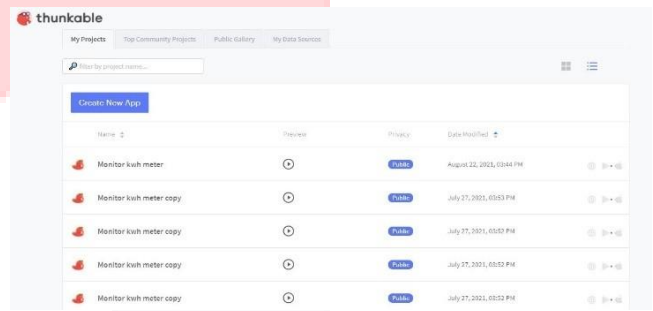 thunkable
My Projects Top Community Projects Public Gallery My Data Sources
Filter by project name...
Create New App
Name Preview Privacy Date Modified
Monitor kwh meter Public August 22, 2021, 03:44 PM
Monitor kwh meter copy Public July 27, 2021, 03:53 PM
Monitor kwh meter copy Public July 27, 2021, 03:52 PM
Monitor kwh meter copy Public July 27, 2021, 03:52 PM
Monitor kwh meter copy Public July 27, 2021, 03:52 PM